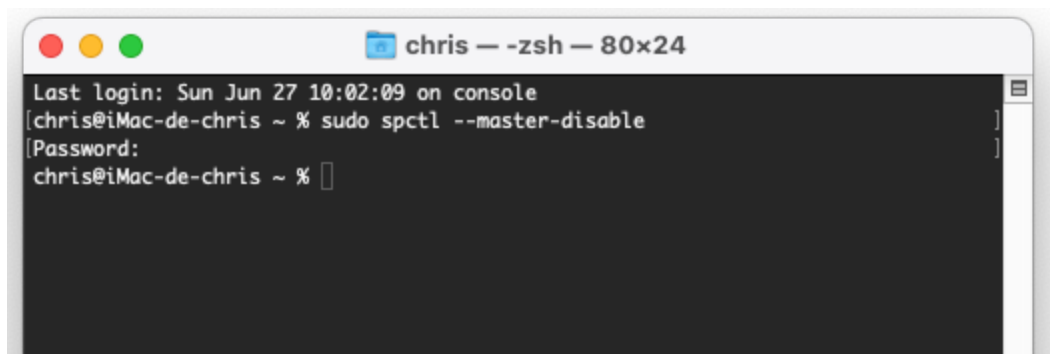 chris — -zsh — 80×24
Last login: Sun Jun 27 10:02:09 on console
[chris@iMac-de-chris ~ % sudo spctl --master-disable ]
[Password: ]
chris@iMac-de-chris ~ %